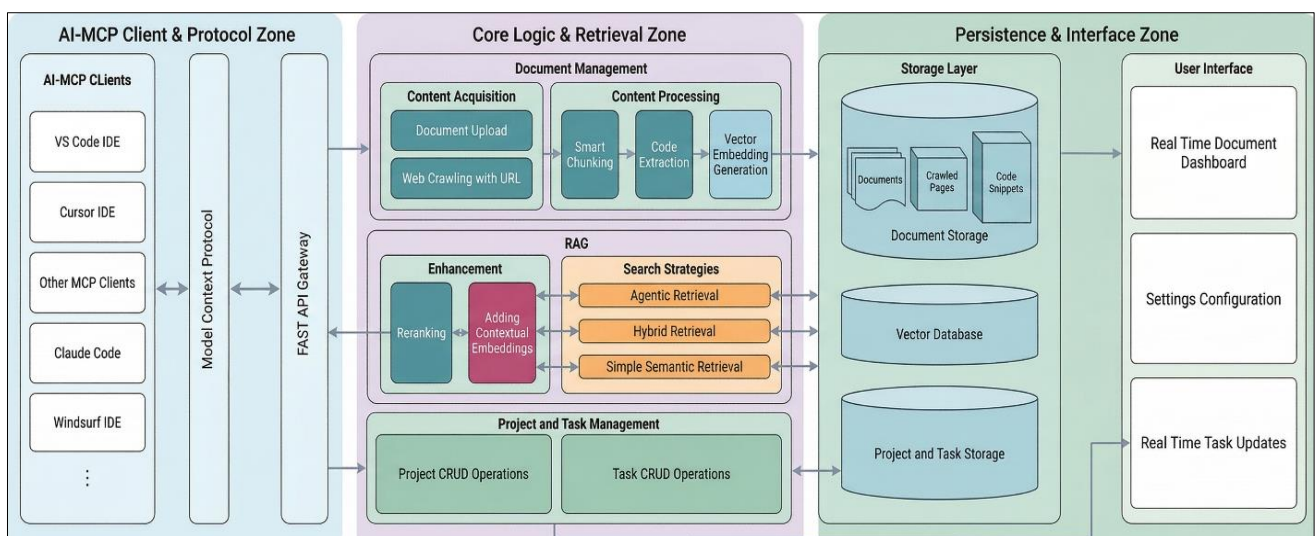 AI-MCP Client & Protocol Zone
AI-MCP CLients
VS Code IDE
Cursor IDE
Other MCP Clients
Claude Code
Windsurf IDE
⋮
Model Context Protocol
FAST API Gateway
Core Logic & Retrieval Zone
Document Management
Content Acquisition
Document Upload
Web Crawling with URL
Content Processing
Smart
Chunking
Code
Extraction
Vector
Embedding
Generation
RAG
Enhancement
Reranking
Adding
Contextual
Embeddings
Search Strategies
Agentic Retrieval
Hybrid Retrieval
Simple Semantic Retrieval
Project and Task Management
Project CRUD Operations
Task CRUD Operations
Persistence & Interface Zone
Storage Layer
Documents
Crawled
Pages
Code
Snippets
Document Storage
Vector Database
Project and Task Storage
User Interface
Real Time Document
Dashboard
Settings Configuration
Real Time Task Updates